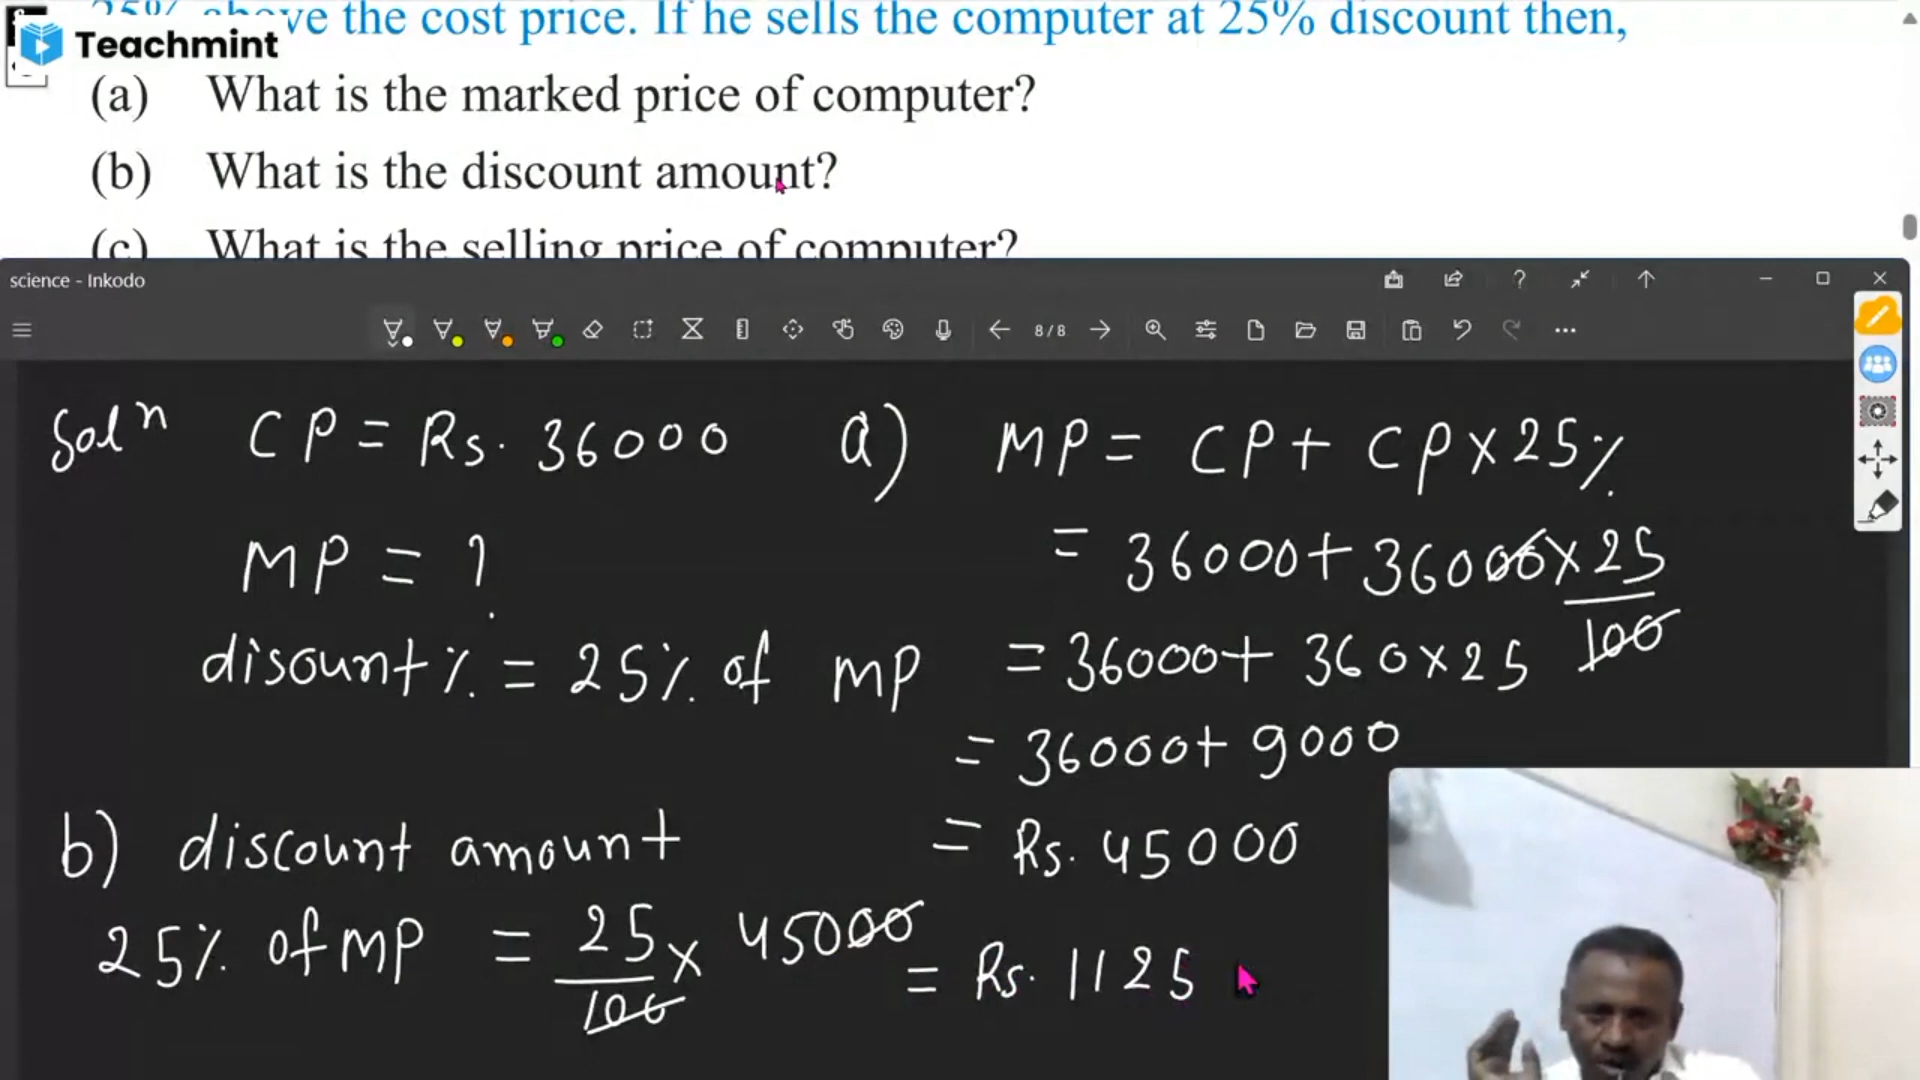 ve the cost price. If he sells the computer at 25% discount then,
Teachmint
(a) What is the marked price of computer?
(b) What is the discount amount?
(c) What is the selling price of computer?
science - Inkodo
8/8
Solⁿ CP = Rs. 36000
MP = ?
disount % = 25% of MP
a) MP = CP + CP x 25%
= 36000 + 36000 x 25
100
= 36000 + 360 x 25
= 36000 + 9000
= Rs. 45000
b) discount amount
25% of MP = 25 x 45000 = Rs. 1125
100